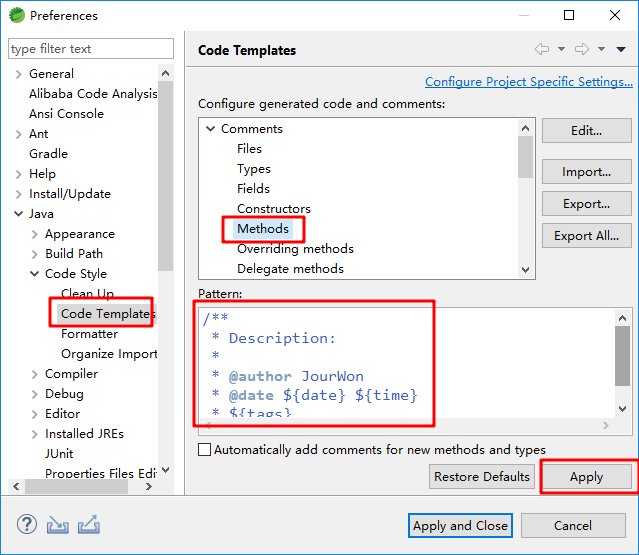 Preferences
type filter text
General
Alibaba Code Analysis
Ansi Console
Ant
Gradle
Help
Install/Update
Java
Appearance
Build Path
Code Style
Clean Up
Code Templates
Formatter
Organize Import
Compiler
Debug
Editor
Installed JREs
JUnit
Properties Files Edi
Code Templates
Configure Project Specific Settings...
Configure generated code and comments:
Comments
Files
Types
Fields
Constructors
Methods
Overriding methods
Delegate methods
Edit...
Import...
Export...
Export All...
Pattern:
/**
* Description:
*
* @author JourWon
* @date ${date} ${time}
* ${tags}
Automatically add comments for new methods and types
Restore Defaults
Apply
?
Apply and Close
Cancel